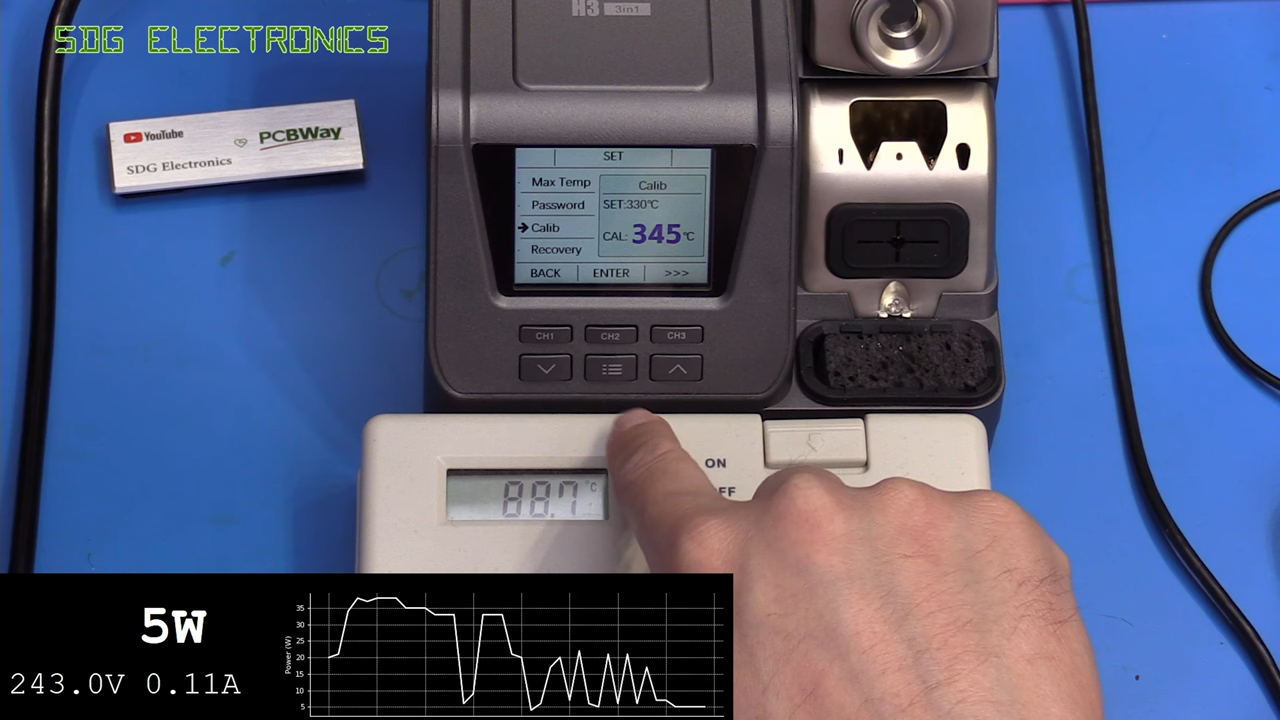 SDG ELECTRONICS
H3 3in1
YouTube
PCBWay
SDG Electronics
SET
Max Temp
Password
Calib
Recovery
Calib
SET:330℃
CAL: 345℃
BACK ENTER >>>
CH1 CH2 CH3
ON
FF
88.7 °C
5W
243.0V 0.11A
Power (W)
35
30
25
20
15
10
5